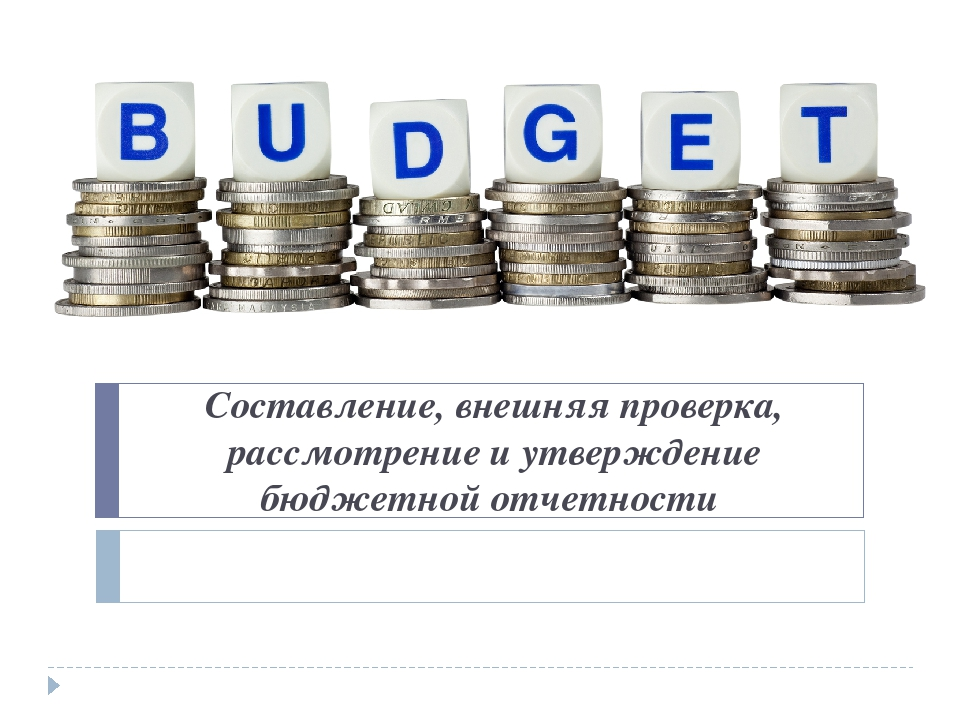 BUDGET
Составление, внешняя проверка,
рассмотрение и утверждение
бюджетной отчетности